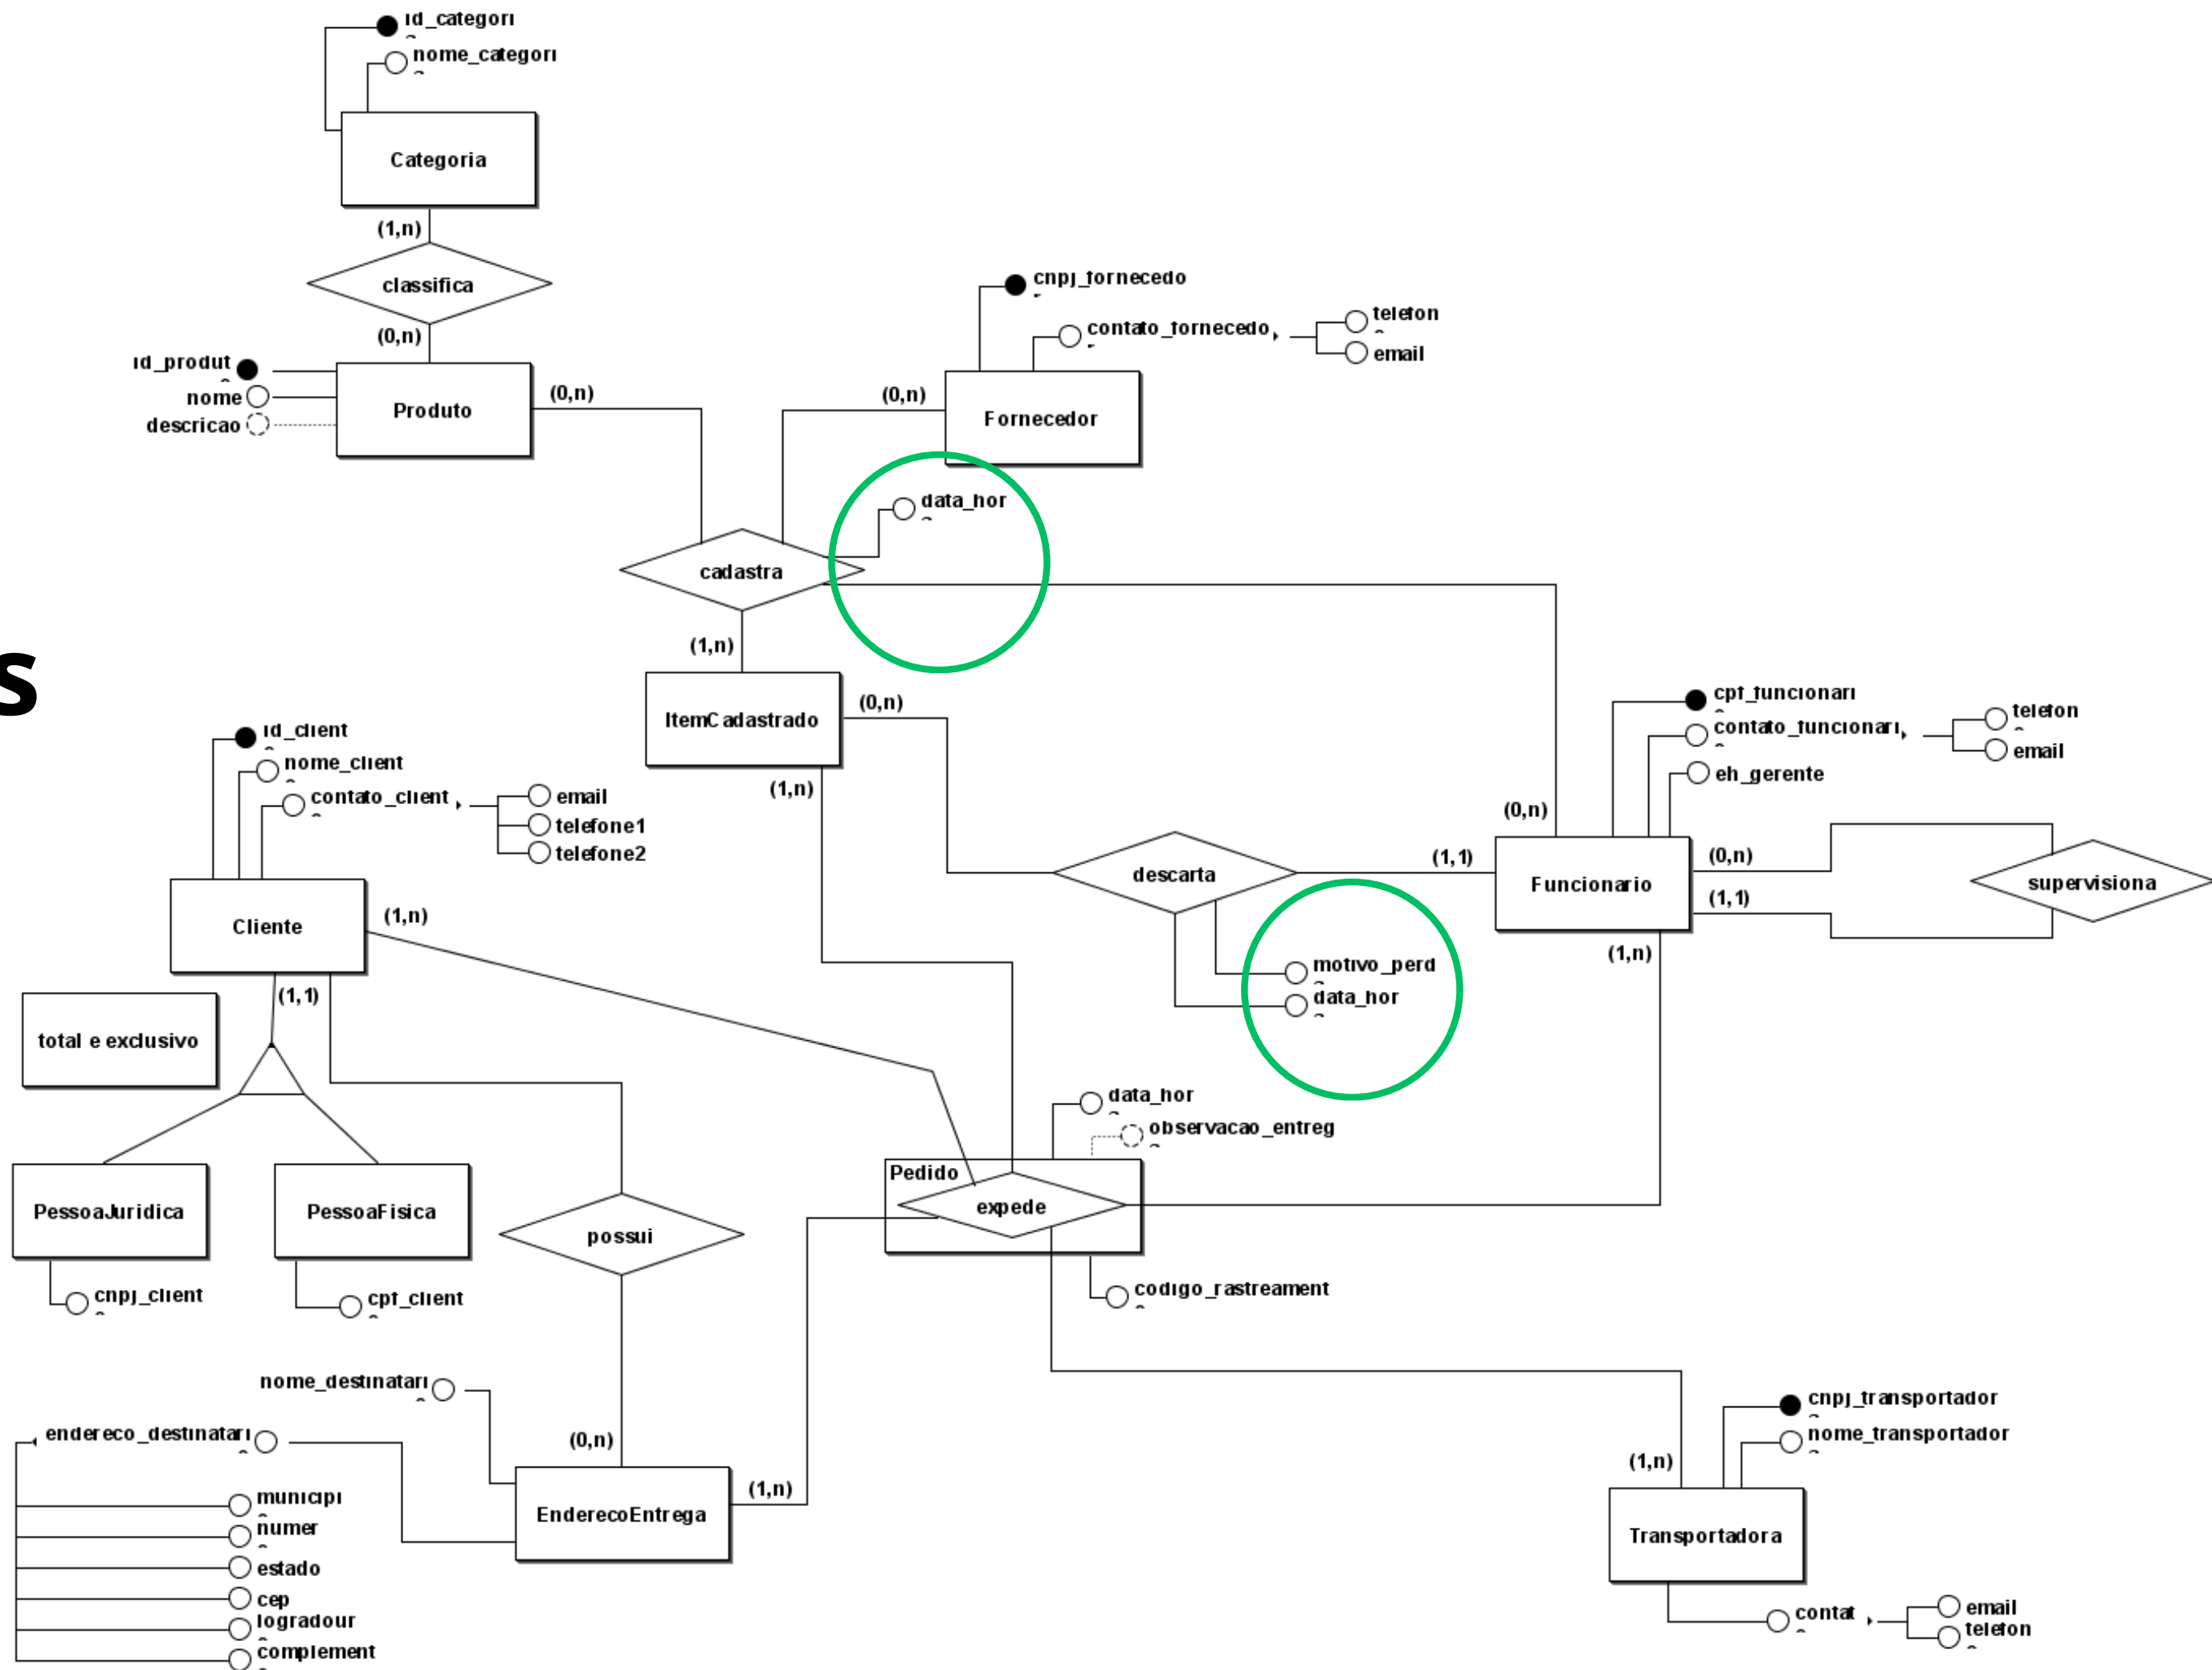 id_categori
a
nome_categori
a
Categoria
(1,n)
classifica
(0,n)
id_produt
o
nome
descricao
Produto
(0,n)
cnpj_fornecedo
r
contato_fornecedo
r
telefon
e
email
(0,n)
Fornecedor
data_hor
a
cadastra
(1,n)
ItemCadastrado
(0,n)
(1,n)
s
id_client
e
nome_client
e
contato_client
e
email
telefone1
telefone2
Cliente
(1,n)
(1,1)
total e exclusivo
cpf_funcionari
o
contato_funcionari
o
telefon
e
email
eh_gerente
(0,n)
(1,1)
Funcionario
(0,n)
(1,1)
supervisiona
(1,n)
descarta
motivo_perd
a
data_hor
a
data_hor
a
observacao_entreg
a
Pedido
expede
codigo_rastreament
o
PessoaJuridica
PessoaFisica
possui
cnpj_client
e
cpf_client
e
nome_destinatari
o
endereco_destinatari
o
(0,n)
(1,n)
EnderecoEntrega
municipi
o
numer
o
estado
cep
logradour
o
complement
o
cnpj_transportador
a
nome_transportador
a
(1,n)
Transportadora
contat
o
email
telefon
e